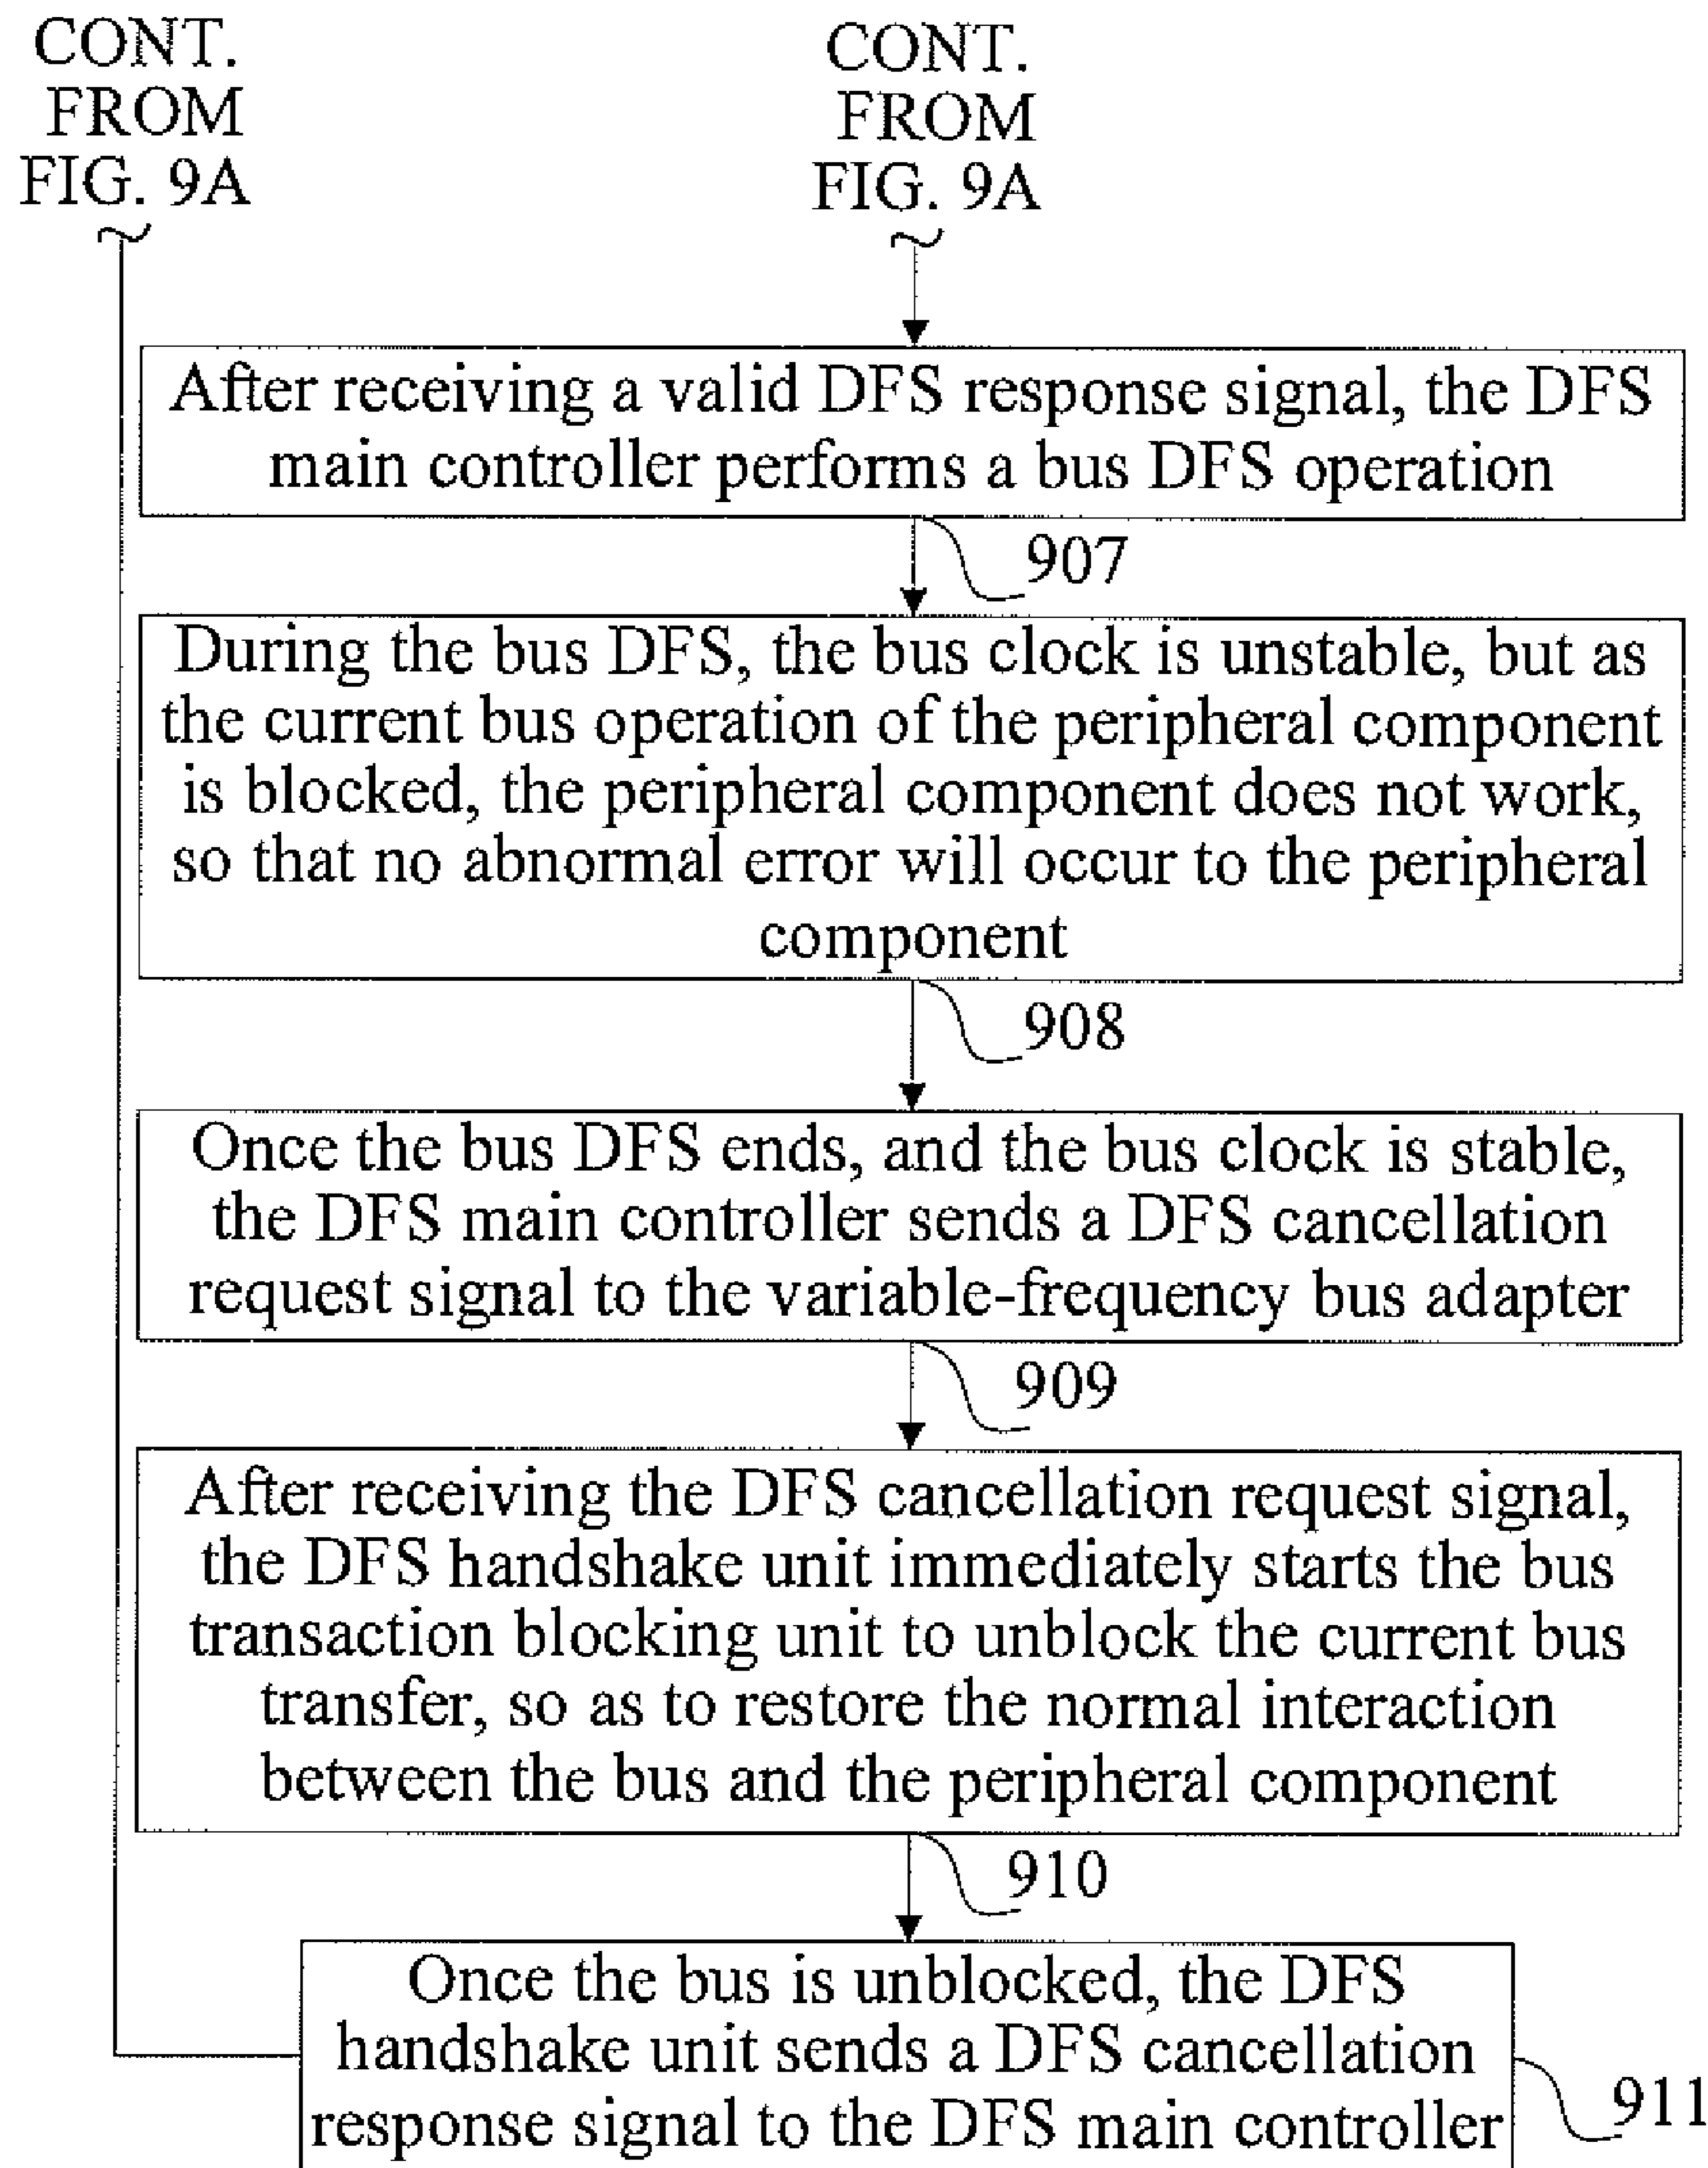 CONT.
FROM
FIG. 9A
CONT.
FROM
FIG. 9A
After receiving a valid DFS response signal, the DFS
main controller performs a bus DFS operation
907
During the bus DFS, the bus clock is unstable, but as
the current bus operation of the peripheral component
is blocked, the peripheral component does not work,
so that no abnormal error will occur to the peripheral
component
908
Once the bus DFS ends, and the bus clock is stable,
the DFS main controller sends a DFS cancellation
request signal to the variable-frequency bus adapter
909
After receiving the DFS cancellation request signal,
the DFS handshake unit immediately starts the bus
transaction blocking unit to unblock the current bus
transfer, so as to restore the normal interaction
between the bus and the peripheral component
910
Once the bus is unblocked, the DFS
handshake unit sends a DFS cancellation
response signal to the DFS main controller
911